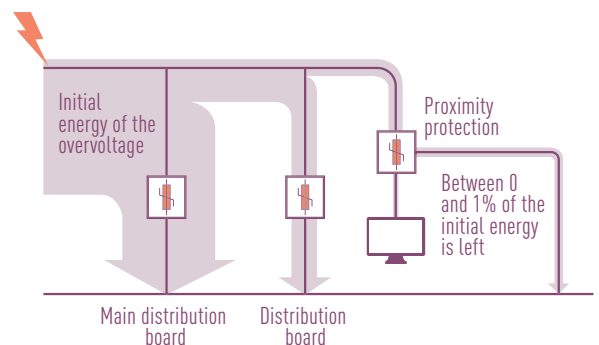 Initial
energy of the
overvoltage
Proximity
protection
Between 0
and 1% of the
initial energy
is left
Main distribution
board
Distribution
board